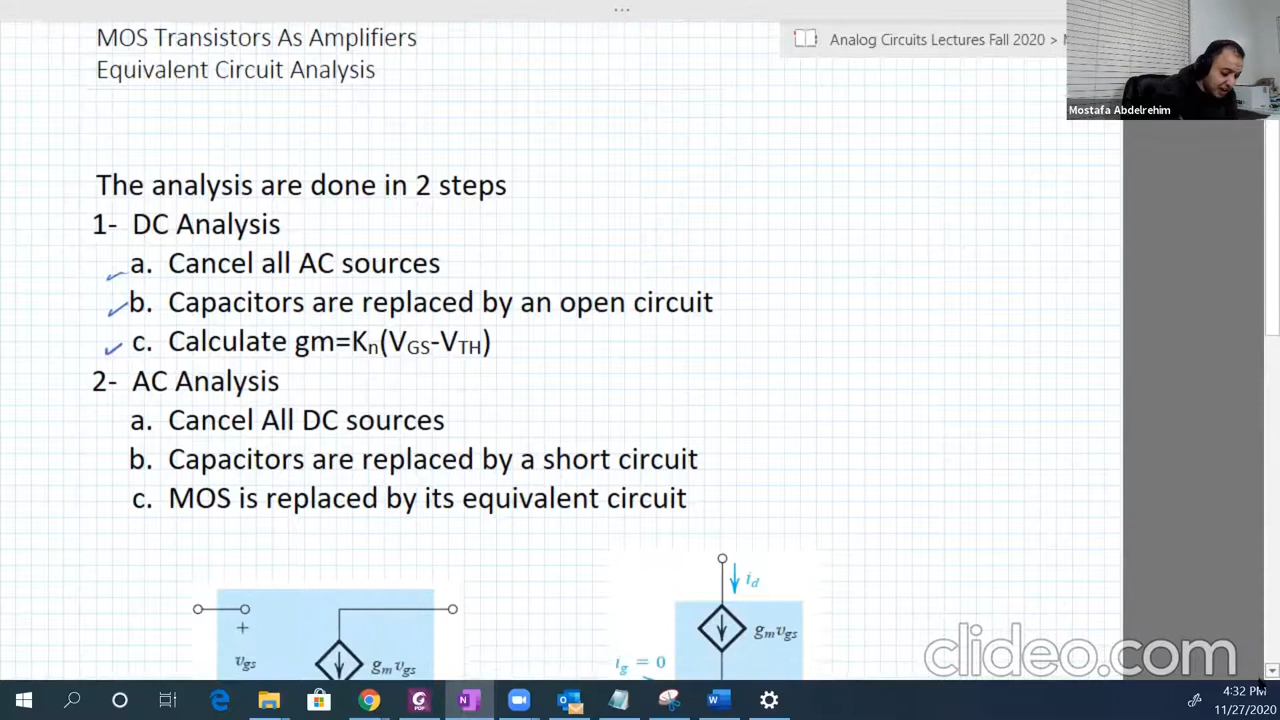 MOS Transistors As Amplifiers
Equivalent Circuit Analysis
Analog Circuits Lectures Fall 2020 >
Mostafa Abdelrehim
The analysis are done in 2 steps
1- DC Analysis
a. Cancel all AC sources
b. Capacitors are replaced by an open circuit
c. Calculate gm=Kn(VGS-VTH)
2- AC Analysis
a. Cancel All DC sources
b. Capacitors are replaced by a short circuit
c. MOS is replaced by its equivalent circuit
id
+
vgs
gmvgs
ig = 0
gmvgs
clideo.com
4:32 PM
11/27/2020